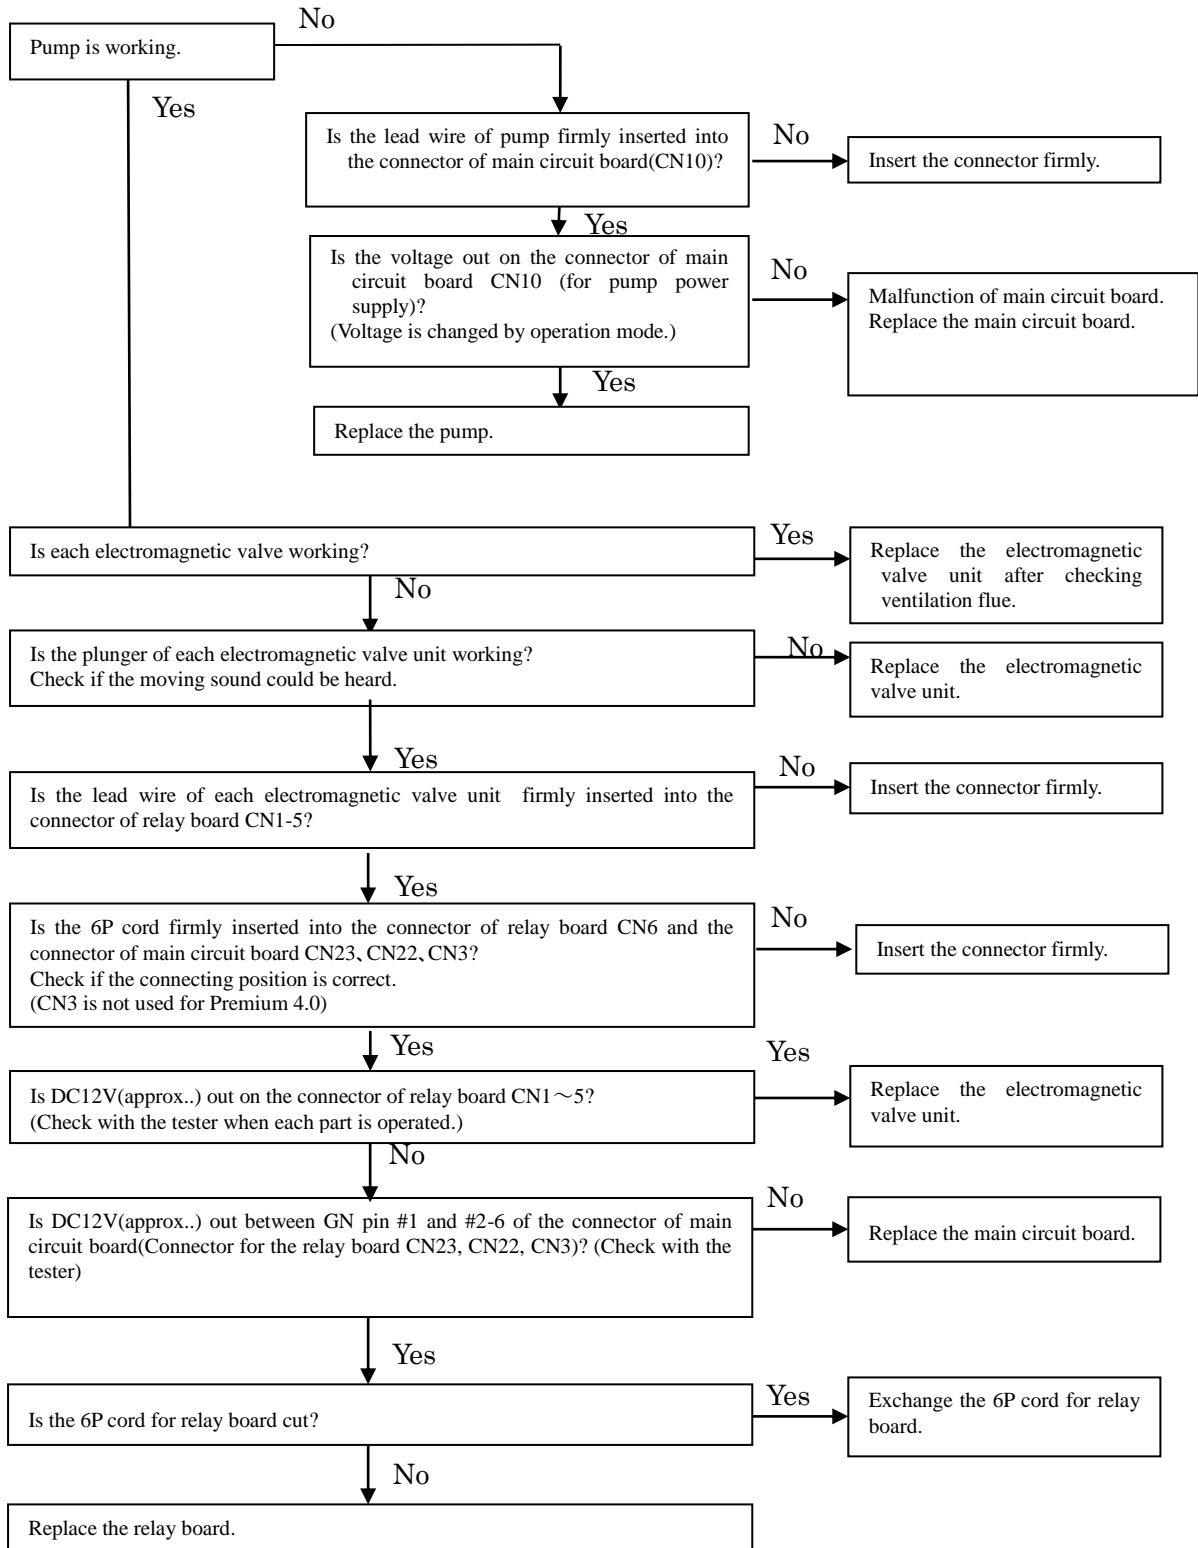 No
Pump is working.
Yes
Is the lead wire of pump firmly inserted into
the connector of main circuit board(CN10)?
No
Insert the connector firmly.
Yes
Is the voltage out on the connector of main
circuit board CN10 (for pump power
supply)?
(Voltage is changed by operation mode.)
No
Malfunction of main circuit board.
Replace the main circuit board.
Yes
Replace the pump.
Is each electromagnetic valve working?
Yes
Replace the electromagnetic
valve unit after checking
ventilation flue.
No
Is the plunger of each electromagnetic valve unit working?
Check if the moving sound could be heard.
No
Replace the electromagnetic
valve unit.
Yes
Is the lead wire of each electromagnetic valve unit firmly inserted into the
connector of relay board CN1-5?
No
Insert the connector firmly.
Yes
Is the 6P cord firmly inserted into the connector of relay board CN6 and the
connector of main circuit board CN23、CN22、CN3?
Check if the connecting position is correct.
(CN3 is not used for Premium 4.0)
No
Insert the connector firmly.
Yes
Is DC12V(approx..) out on the connector of relay board CN1~5?
(Check with the tester when each part is operated.)
Yes
Replace the electromagnetic
valve unit.
No
Is DC12V(approx..) out between GN pin #1 and #2-6 of the connector of main
circuit board(Connector for the relay board CN23, CN22, CN3)? (Check with the
tester)
No
Replace the main circuit board.
Yes
Is the 6P cord for relay board cut?
Yes
Exchange the 6P cord for relay
board.
No
Replace the relay board.